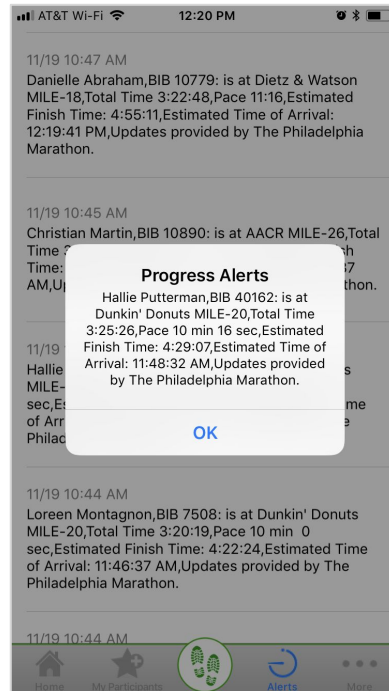 AT&T Wi-Fi 12:20 PM
11/19 10:47 AM
Danielle Abraham,BIB 10779: is at Dietz & Watson
MILE-18,Total Time 3:22:48,Pace 11:16,Estimated
Finish Time: 4:55:11,Estimated Time of Arrival:
12:19:41 PM,Updates provided by The Philadelphia
Marathon.
11/19 10:45 AM
Christian Martin,BIB 10890: is at AACR MILE-26,Total
Time
Time:
AM,
Progress Alerts
Hallie Putterman,BIB 40162: is at
Dunkin' Donuts MILE-20,Total Time
3:25:26,Pace 10 min 16 sec,Estimated
Finish Time: 4:29:07,Estimated Time of
Arrival: 11:48:32 AM,Updates provided
by The Philadelphia Marathon.
OK
11/19
Hallie
MILE-
of
11/19 10:44 AM
Loreen Montagnon,BIB 7508: is at Dunkin' Donuts
MILE-20,Total Time 3:20:19,Pace 10 min 0
sec,Estimated Finish Time: 4:22:24,Estimated Time
of Arrival: 11:46:37 AM,Updates provided by The
Philadelphia Marathon.
11/19 10:44 AM
Home My Participants Alerts More